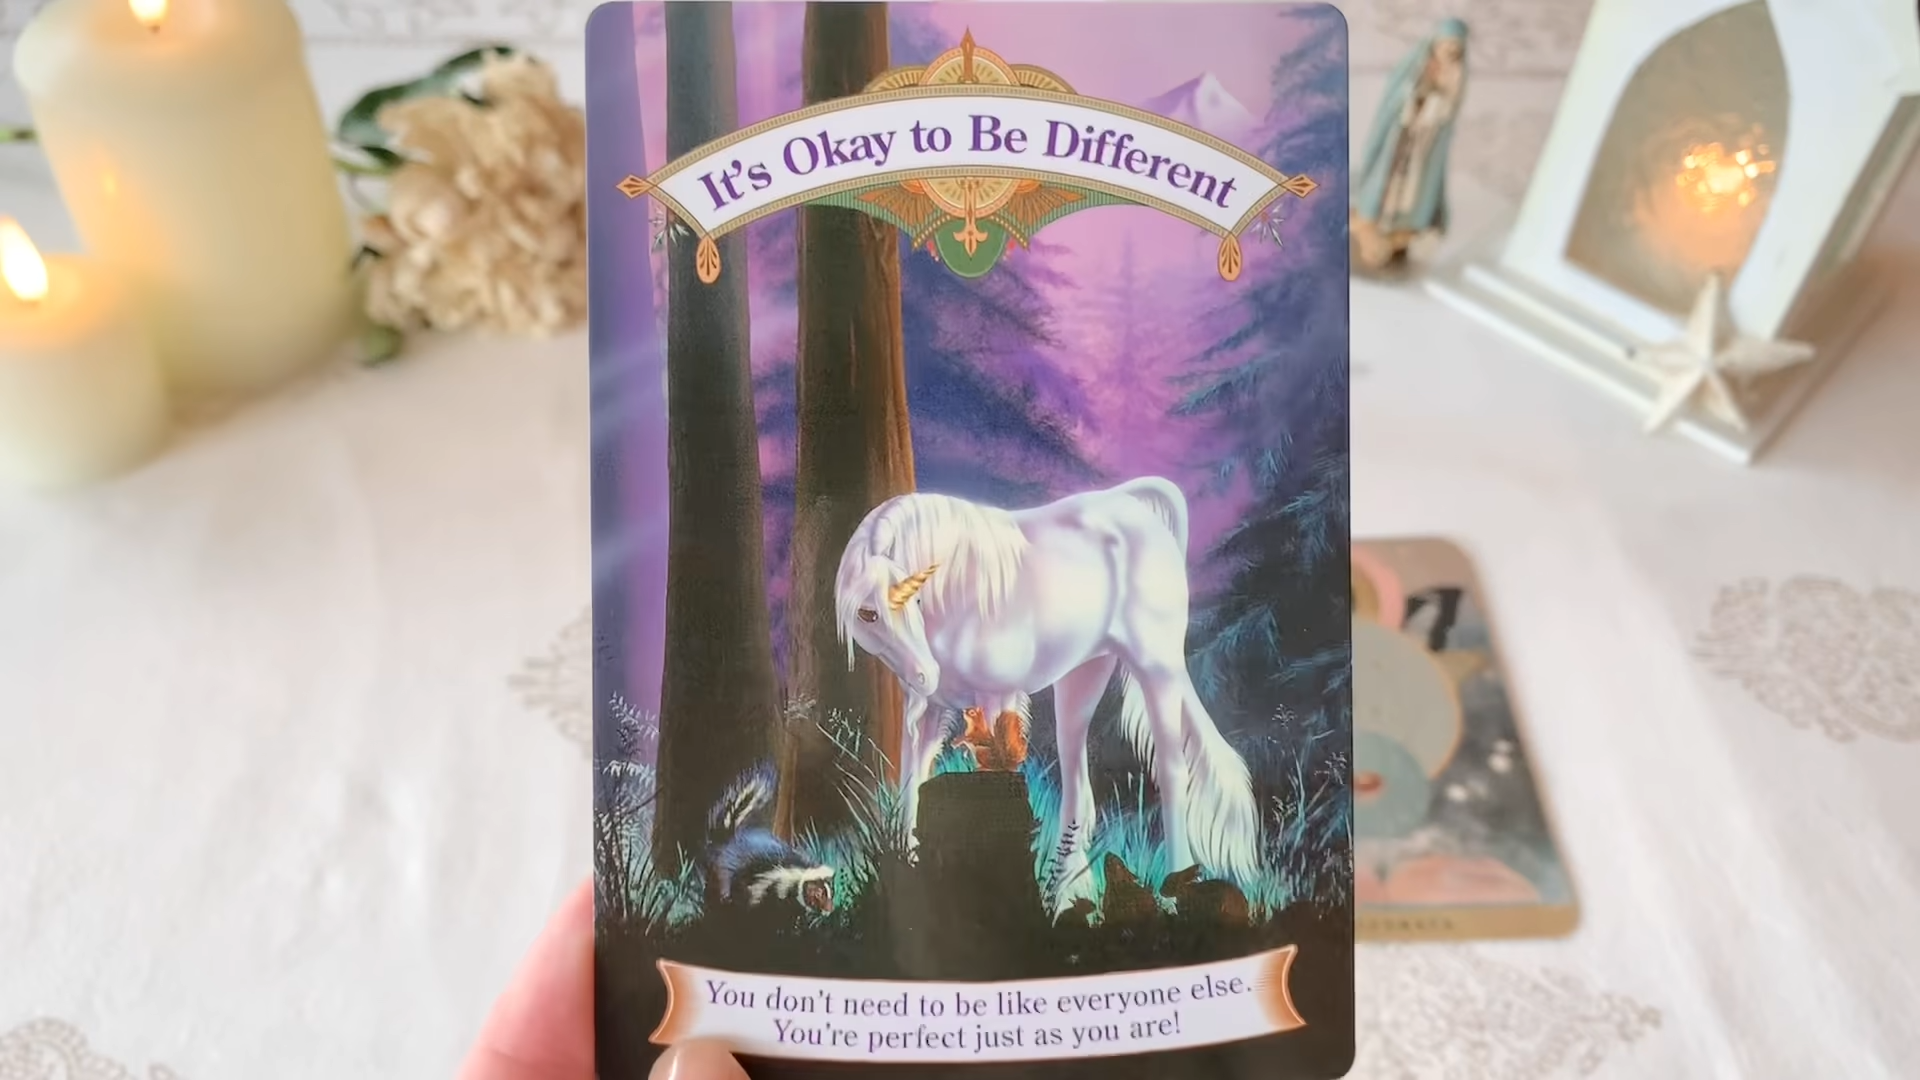 It's Okay to Be Different
You don't need to be like everyone else.
You're perfect just as you are!